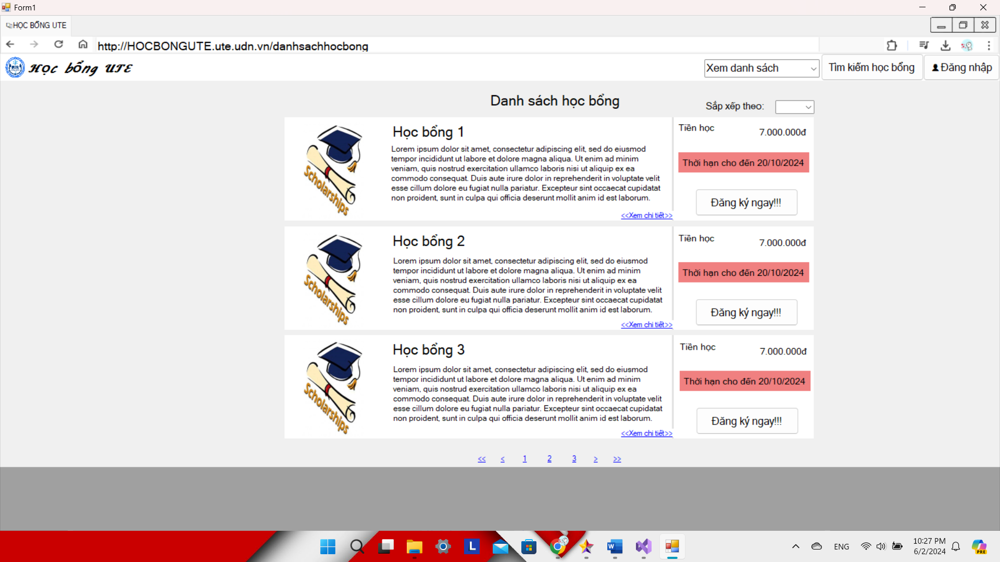 Form1
HỌC BỔNG UTE
http://HOCBONGUTE.ute.udn.vn/danhsachhocbong
Học bổng UTE
Xem danh sách
Tìm kiếm học bổng
Đăng nhập
Danh sách học bổng
Sắp xếp theo:
Học bổng 1
Lorem ipsum dolor sit amet, consectetur adipiscing elit, sed do eiusmod
tempor incididunt ut labore et dolore magna aliqua. Ut enim ad minim
veniam, quis nostrud exercitation ullamco laboris nisi ut aliquip ex ea
commodo consequat. Duis aute irure dolor in reprehenderit in voluptate velit
esse cillum dolore eu fugiat nulla pariatur. Excepteur sint occaecat cupidatat
non proident, sunt in culpa qui officia deserunt mollit anim id est laborum.
<<Xem chi tiết>>
Scholarships
Tiền học
7.000.000đ
Thời hạn cho đến 20/10/2024
Đăng ký ngay!!!
Học bổng 2
Lorem ipsum dolor sit amet, consectetur adipiscing elit, sed do eiusmod
tempor incididunt ut labore et dolore magna aliqua. Ut enim ad minim
veniam, quis nostrud exercitation ullamco laboris nisi ut aliquip ex ea
commodo consequat. Duis aute irure dolor in reprehenderit in voluptate velit
esse cillum dolore eu fugiat nulla pariatur. Excepteur sint occaecat cupidatat
non proident, sunt in culpa qui officia deserunt mollit anim id est laborum.
<<Xem chi tiết>>
Scholarships
Tiền học
7.000.000đ
Thời hạn cho đến 20/10/2024
Đăng ký ngay!!!
Học bổng 3
Lorem ipsum dolor sit amet, consectetur adipiscing elit, sed do eiusmod
tempor incididunt ut labore et dolore magna aliqua. Ut enim ad minim
veniam, quis nostrud exercitation ullamco laboris nisi ut aliquip ex ea
commodo consequat. Duis aute irure dolor in reprehenderit in voluptate velit
esse cillum dolore eu fugiat nulla pariatur. Excepteur sint occaecat cupidatat
non proident, sunt in culpa qui officia deserunt mollit anim id est laborum.
<<Xem chi tiết>>
Scholarships
Tiền học
7.000.000đ
Thời hạn cho đến 20/10/2024
Đăng ký ngay!!!
<< < 1 2 3 > >>
L
W
ENG
10:27 PM
6/2/2024
PRE